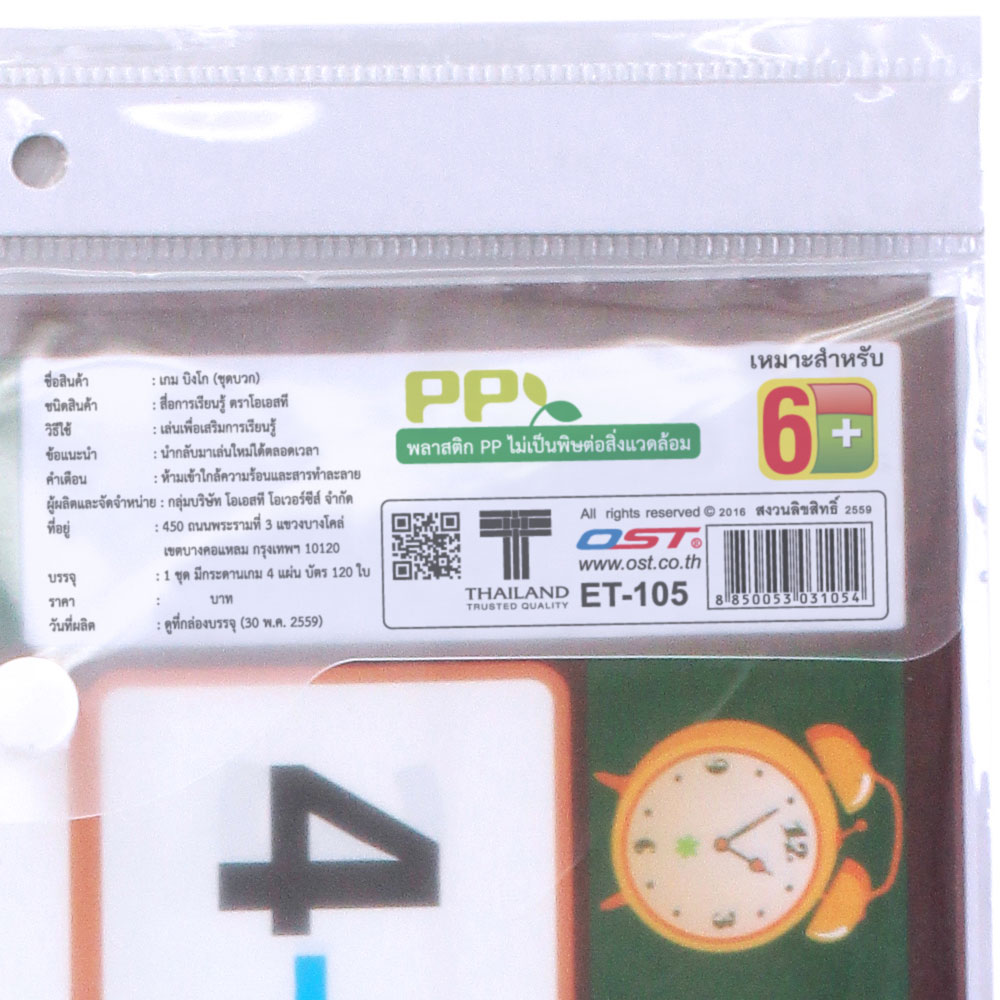 ชื่อสินค้า : เกม บิงโก (ชุดบวก)
ชนิดสินค้า : สื่อการเรียนรู้ ตราโอเอสที
วิธีใช้ : เล่นเพื่อเสริมการเรียนรู้
ข้อแนะนำ : นำกลับมาเล่นใหม่ได้ตลอดเวลา
คำเตือน : ห้ามเข้าใกล้ความร้อนและสารทำละลาย
ผู้ผลิตและจัดจำหน่าย : กลุ่มบริษัท โอเอสที โอเวอร์ซีส์ จำกัด
ที่อยู่ : 450 ถนนพระรามที่ 3 แขวงบางโคล่
เขตบางคอแหลม กรุงเทพฯ 10120
บรรจุ : 1 ชุด มีกระดานเกม 4 แผ่น บัตร 120 ใบ
ราคา : บาท
วันที่ผลิต : ดูที่กล่องบรรจุ (30 พ.ค. 2559)
PP
พลาสติก PP ไม่เป็นพิษต่อสิ่งแวดล้อม
เหมาะสำหรับ
6+
THAILAND
TRUSTED QUALITY
All rights reserved © 2016 สงวนลิขสิทธิ์ 2559
OST®
www.ost.co.th
ET-105
8 850053 031054
4
12
9
6
3